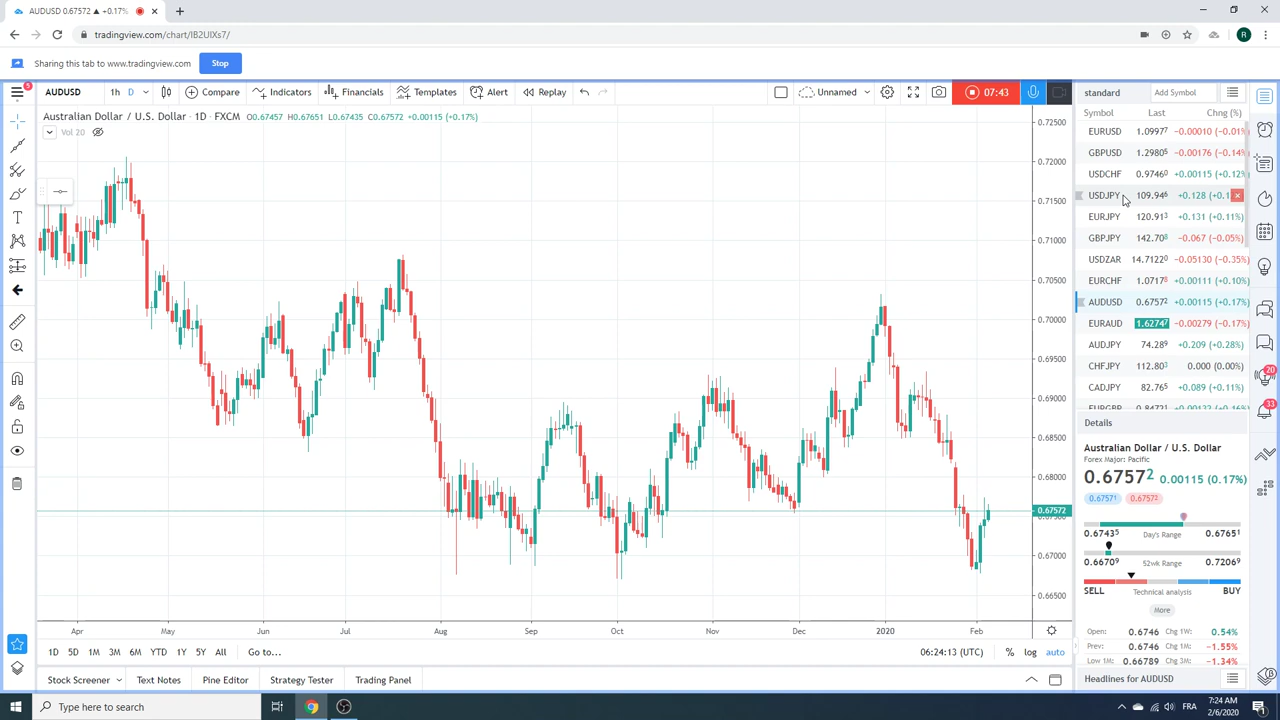 AUDUSD 0.67572 ▲ +0.17%
tradingview.com/chart/IB2UIXs7/
R
Sharing this tab to www.tradingview.com Stop
5
AUDUSD 1h D Compare Indicators Financials Templates Alert Replay Unnamed 07:43
standard Add Symbol
Australian Dollar / U.S. Dollar · 1D · FXCM O0.67457 H0.67651 L0.67435 C0.67572 +0.00115 (+0.17%)
Vol 20
Symbol Last Chng (%)
EURUSD 1.09977 −0.00010 (−0.01%)
GBPUSD 1.29805 −0.00176 (−0.14%)
USDCHF 0.97460 +0.00115 (+0.12%)
USDJPY 109.946 +0.128 (+0.1
EURJPY 120.913 +0.131 (+0.11%)
GBPJPY 142.708 −0.067 (−0.05%)
USDZAR 14.71220 −0.05130 (−0.35%)
EURCHF 1.07178 +0.00111 (+0.10%)
AUDUSD 0.67572 +0.00115 (+0.17%)
EURAUD 1.62747 −0.00279 (−0.17%)
AUDJPY 74.289 +0.209 (+0.28%)
CHFJPY 112.803 0.000 (0.00%)
CADJPY 82.765 +0.089 (+0.11%)
20
33
0.72500
0.72000
0.71500
0.71000
0.70500
0.70000
0.69500
0.69000
0.68500
0.68000
0.67572
0.67000
0.66500
Apr May Jun Jul Aug Sep Oct Nov Dec 2020 Feb
Details
Australian Dollar / U.S. Dollar
Forex Major: Pacific
0.67572 0.00115 (0.17%)
0.67571 0.67572
0.67435 Day's Range 0.67651
0.66709 52wk Range 0.72069
SELL Technical analysis BUY
More
Open: 0.6746 Chg 1W: 0.54%
Prev: 0.6746 Chg 1M: −1.55%
Low 1M: 0.66789 Chg 3M: −1.34%
Headlines for AUDUSD
1D 5D 1M 3M 6M YTD 1Y 5Y All Go to... 06:24:13 (UTC) % log auto
Stock Screener Text Notes Pine Editor Strategy Tester Trading Panel
Type here to search
FRA
7:24 AM
2/6/2020
1